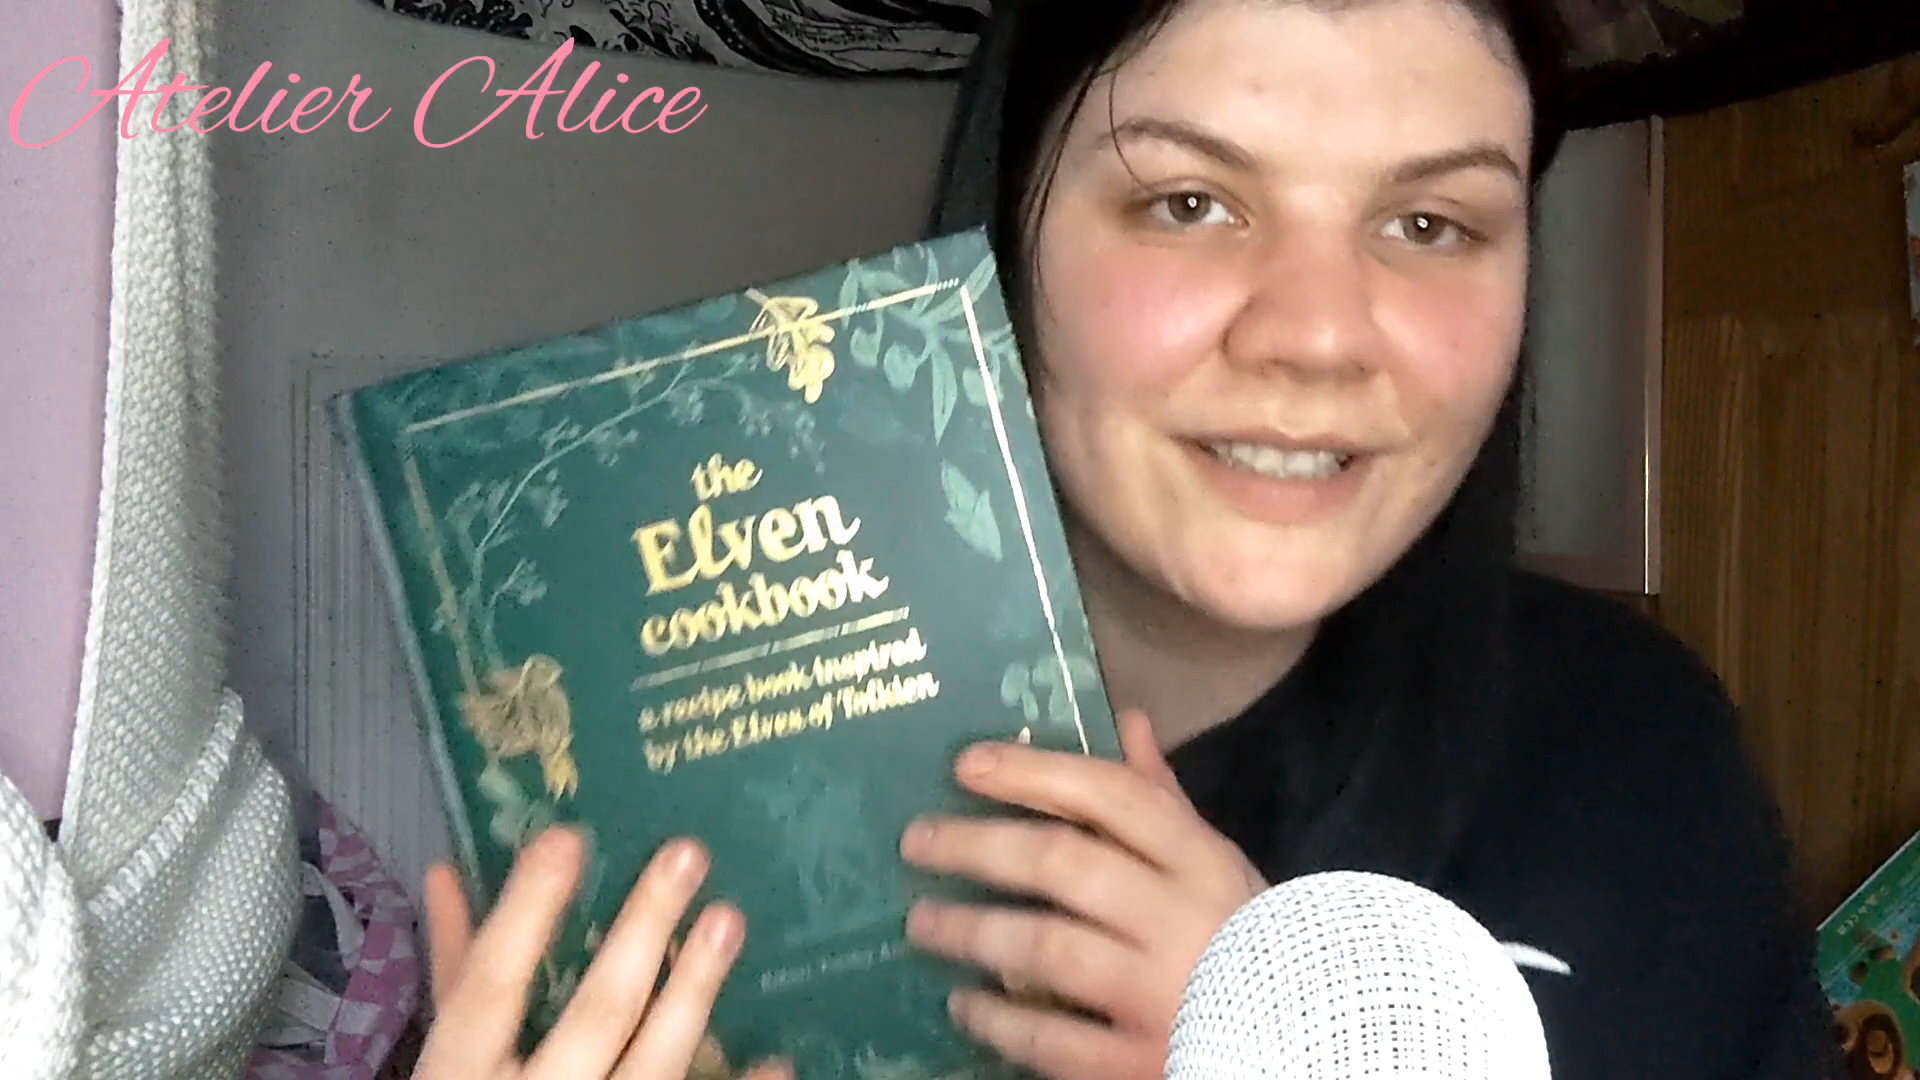 Atelier Alice
the
Elven
cookbook
a recipe book inspired
by the Elves of Tolkien